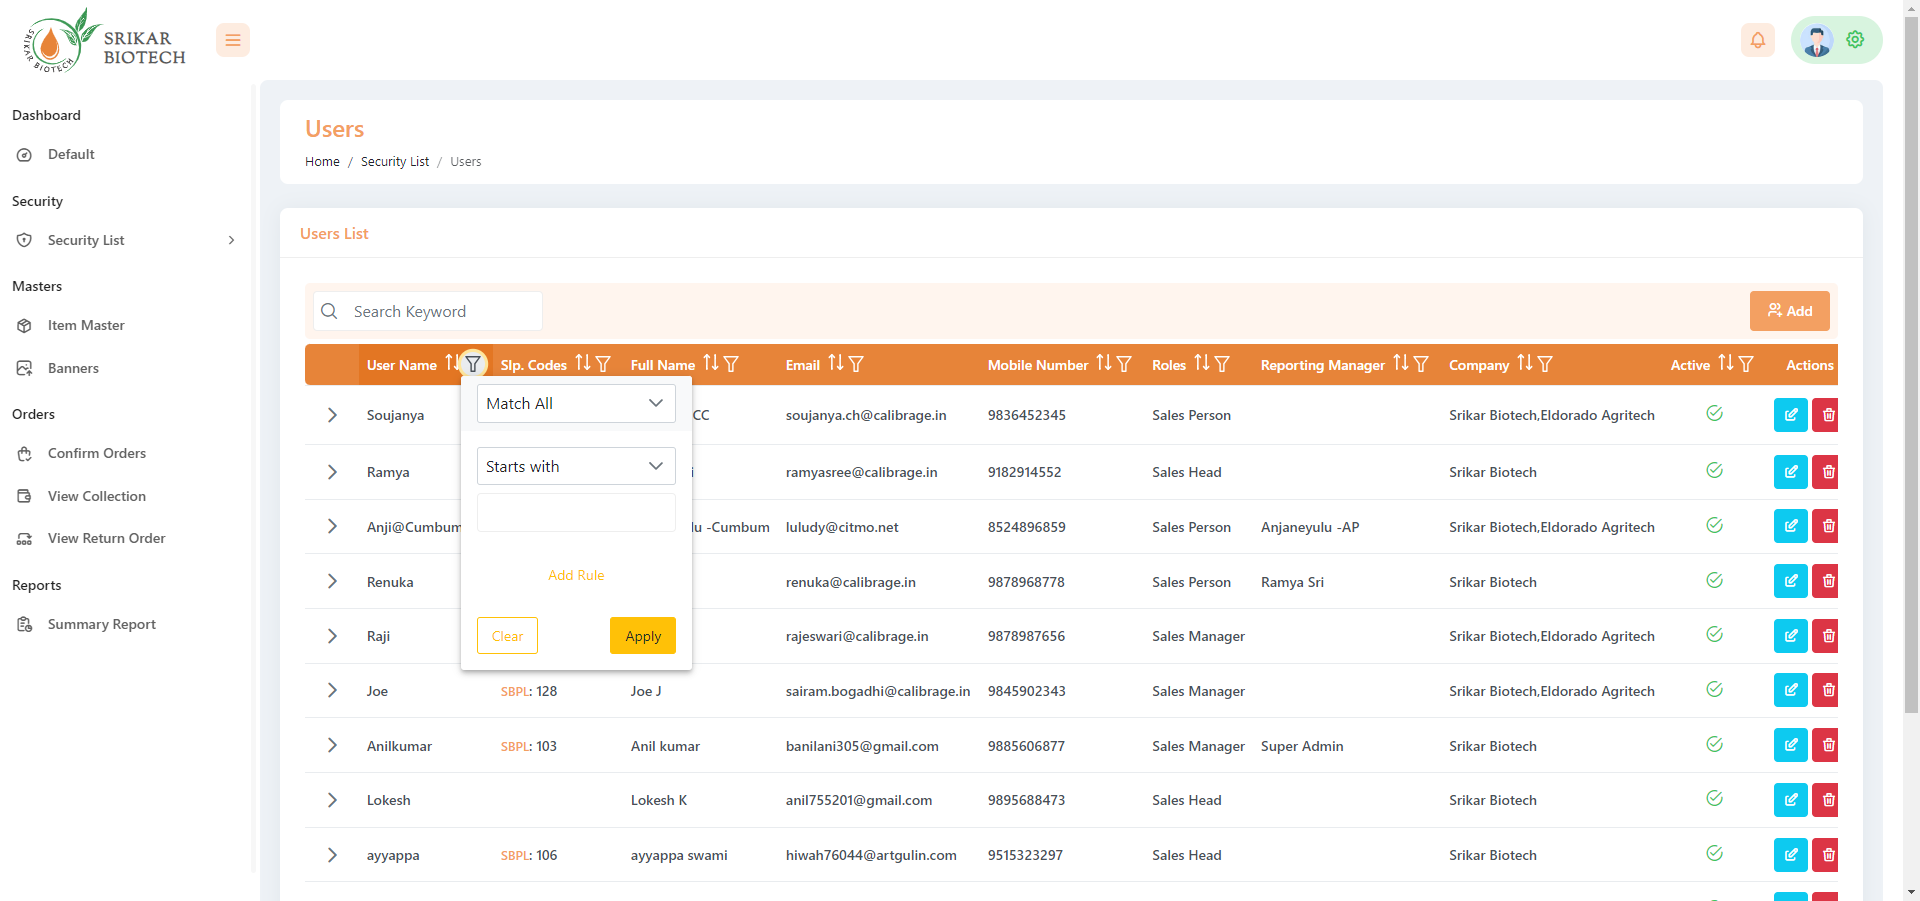 SRIKAR BIOTECH
SRIKAR
BIOTECH
Dashboard
Default
Security
Security List
Masters
Item Master
Banners
Orders
Confirm Orders
View Collection
View Return Order
Reports
Summary Report
Users
Home / Security List / Users
Users List
Search Keyword
Add
User Name Slp. Codes Full Name Email Mobile Number Roles Reporting Manager Company Active Actions
Match All
Starts with
Add Rule
Clear Apply
Soujanya CC soujanya.ch@calibrage.in 9836452345 Sales Person Srikar Biotech,Eldorado Agritech
Ramya i ramyasree@calibrage.in 9182914552 Sales Head Srikar Biotech
Anji@Cumbum lu -Cumbum luludy@citmo.net 8524896859 Sales Person Anjaneyulu -AP Srikar Biotech,Eldorado Agritech
Renuka renuka@calibrage.in 9878968778 Sales Person Ramya Sri Srikar Biotech
Raji rajeswari@calibrage.in 9878987656 Sales Manager Srikar Biotech,Eldorado Agritech
Joe SBPL: 128 Joe J sairam.bogadhi@calibrage.in 9845902343 Sales Manager Srikar Biotech,Eldorado Agritech
Anilkumar SBPL: 103 Anil kumar banilani305@gmail.com 9885606877 Sales Manager Super Admin Srikar Biotech
Lokesh Lokesh K anil755201@gmail.com 9895688473 Sales Head Srikar Biotech
ayyappa SBPL: 106 ayyappa swami hiwah76044@artgulin.com 9515323297 Sales Head Srikar Biotech